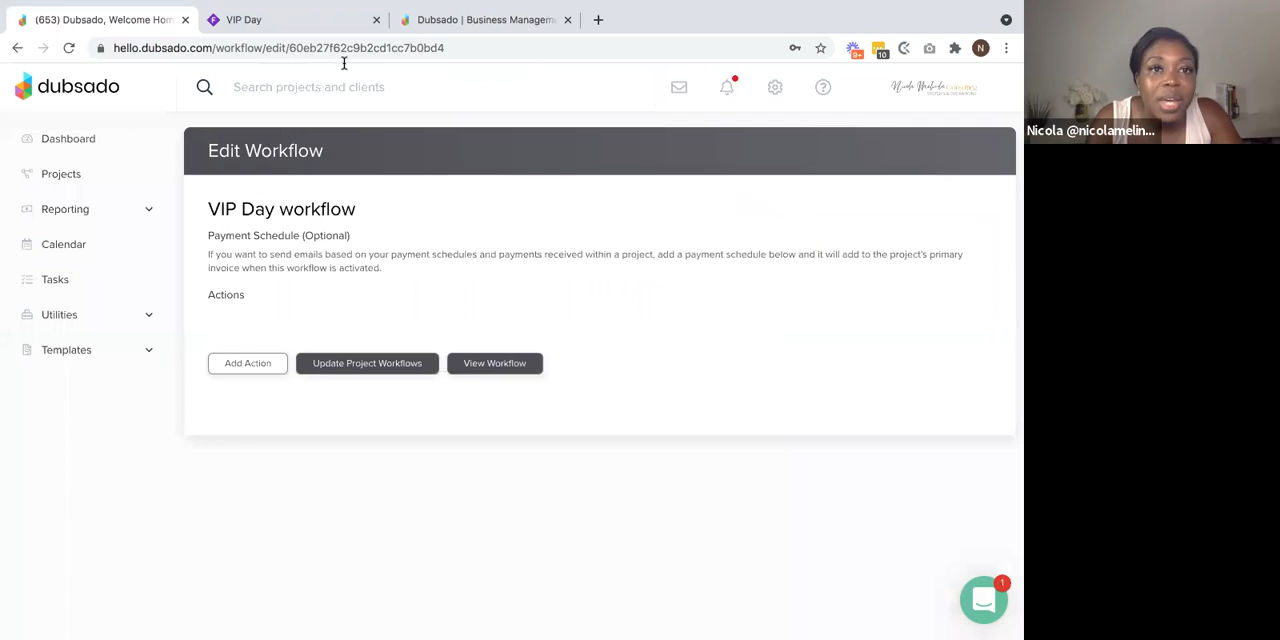 (653) Dubsado, Welcome Hom
VIP Day
Dubsado | Business Managem
hello.dubsado.com/workflow/edit/60eb27f62c9b2cd1cc7b0bd4
9+
10
N
dubsado
Search projects and clients
Nicola @nicolamelin...
Dashboard
Projects
Reporting
Calendar
Tasks
Utilities
Templates
Edit Workflow
VIP Day workflow
Payment Schedule (Optional)
If you want to send emails based on your payment schedules and payments received within a project, add a payment schedule below and it will add to the project's primary
invoice when this workflow is activated.
Actions
Add Action
Update Project Workflows
View Workflow
1